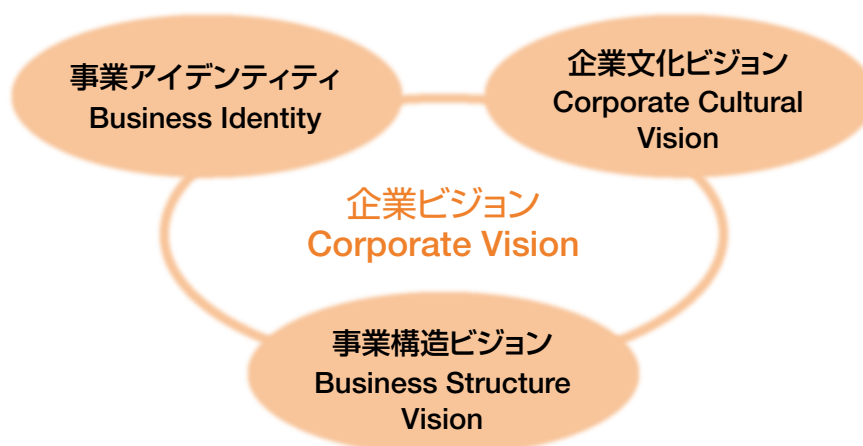 事業アイデンティティ
Business Identity
企業文化ビジョン
Corporate Cultural
Vision
企業ビジョン
Corporate Vision
事業構造ビジョン
Business Structure
Vision